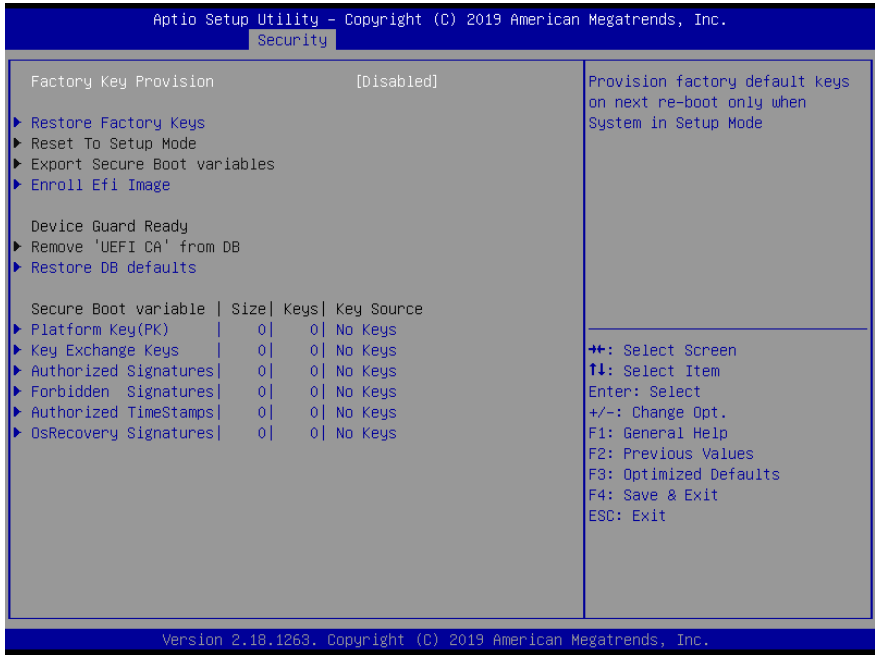 Aptio Setup Utility – Copyright (C) 2019 American Megatrends, Inc.
Security
Factory Key Provision [Disabled]
Restore Factory Keys
Reset To Setup Mode
Export Secure Boot variables
Enroll Efi Image
Device Guard Ready
Remove 'UEFI CA' from DB
Restore DB defaults
Secure Boot variable | Size| Keys| Key Source
Platform Key(PK) | 0| 0| No Keys
Key Exchange Keys | 0| 0| No Keys
Authorized Signatures| 0| 0| No Keys
Forbidden Signatures| 0| 0| No Keys
Authorized TimeStamps| 0| 0| No Keys
OsRecovery Signatures| 0| 0| No Keys
Provision factory default keys
on next re-boot only when
System in Setup Mode
→←: Select Screen
↑↓: Select Item
Enter: Select
+/-: Change Opt.
F1: General Help
F2: Previous Values
F3: Optimized Defaults
F4: Save & Exit
ESC: Exit
Version 2.18.1263. Copyright (C) 2019 American Megatrends, Inc.